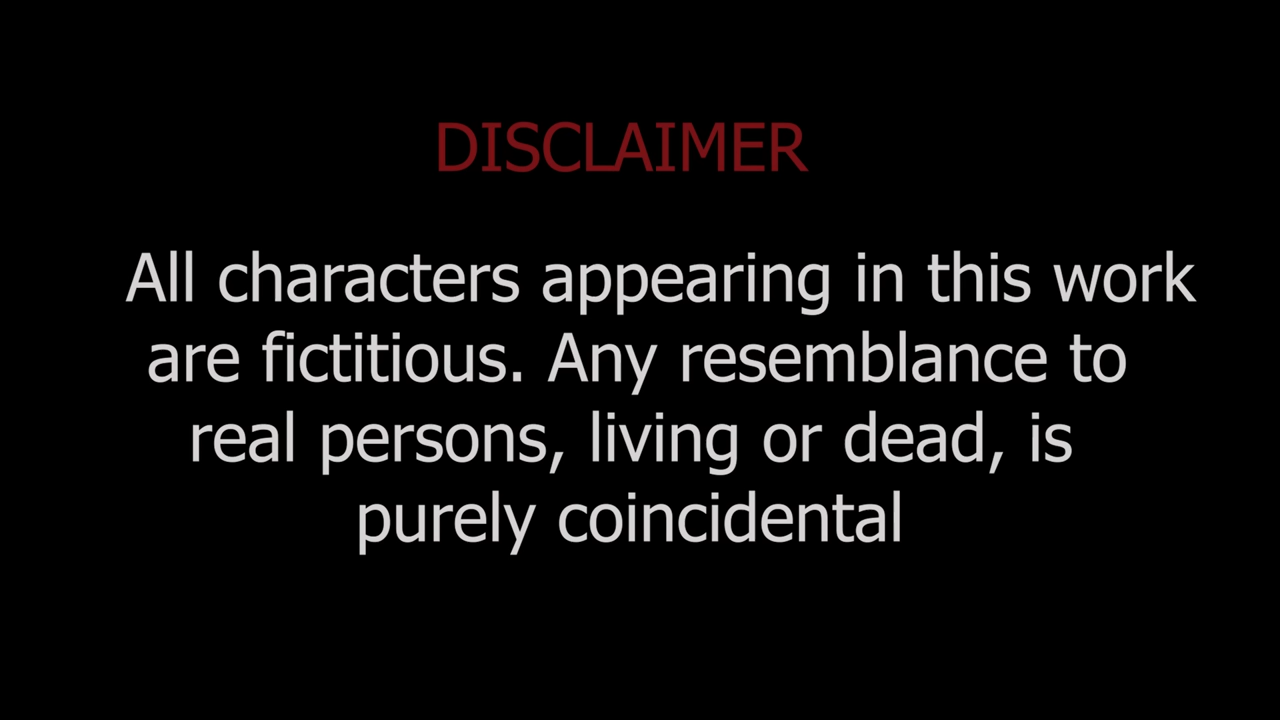 DISCLAIMER
All characters appearing in this work
are fictitious. Any resemblance to
real persons, living or dead, is
purely coincidental